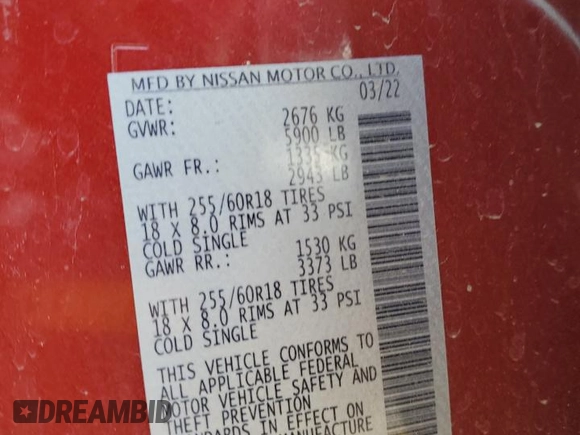 MFD BY NISSAN MOTOR CO., LTD.
DATE: 03/22
GVWR: 2676 KG
5900 LB
GAWR FR.: 1335 KG
2943 LB
WITH 255/60R18 TIRES
18 X 8.0 RIMS AT 33 PSI
COLD SINGLE
GAWR RR.: 1530 KG
3373 LB
WITH 255/60R18 TIRES
18 X 8.0 RIMS AT 33 PSI
COLD SINGLE
THIS VEHICLE CONFORMS TO
ALL APPLICABLE FEDERAL
MOTOR VEHICLE SAFETY AND
THEFT PREVENTION
IN EFFECT ON
DREAMBID